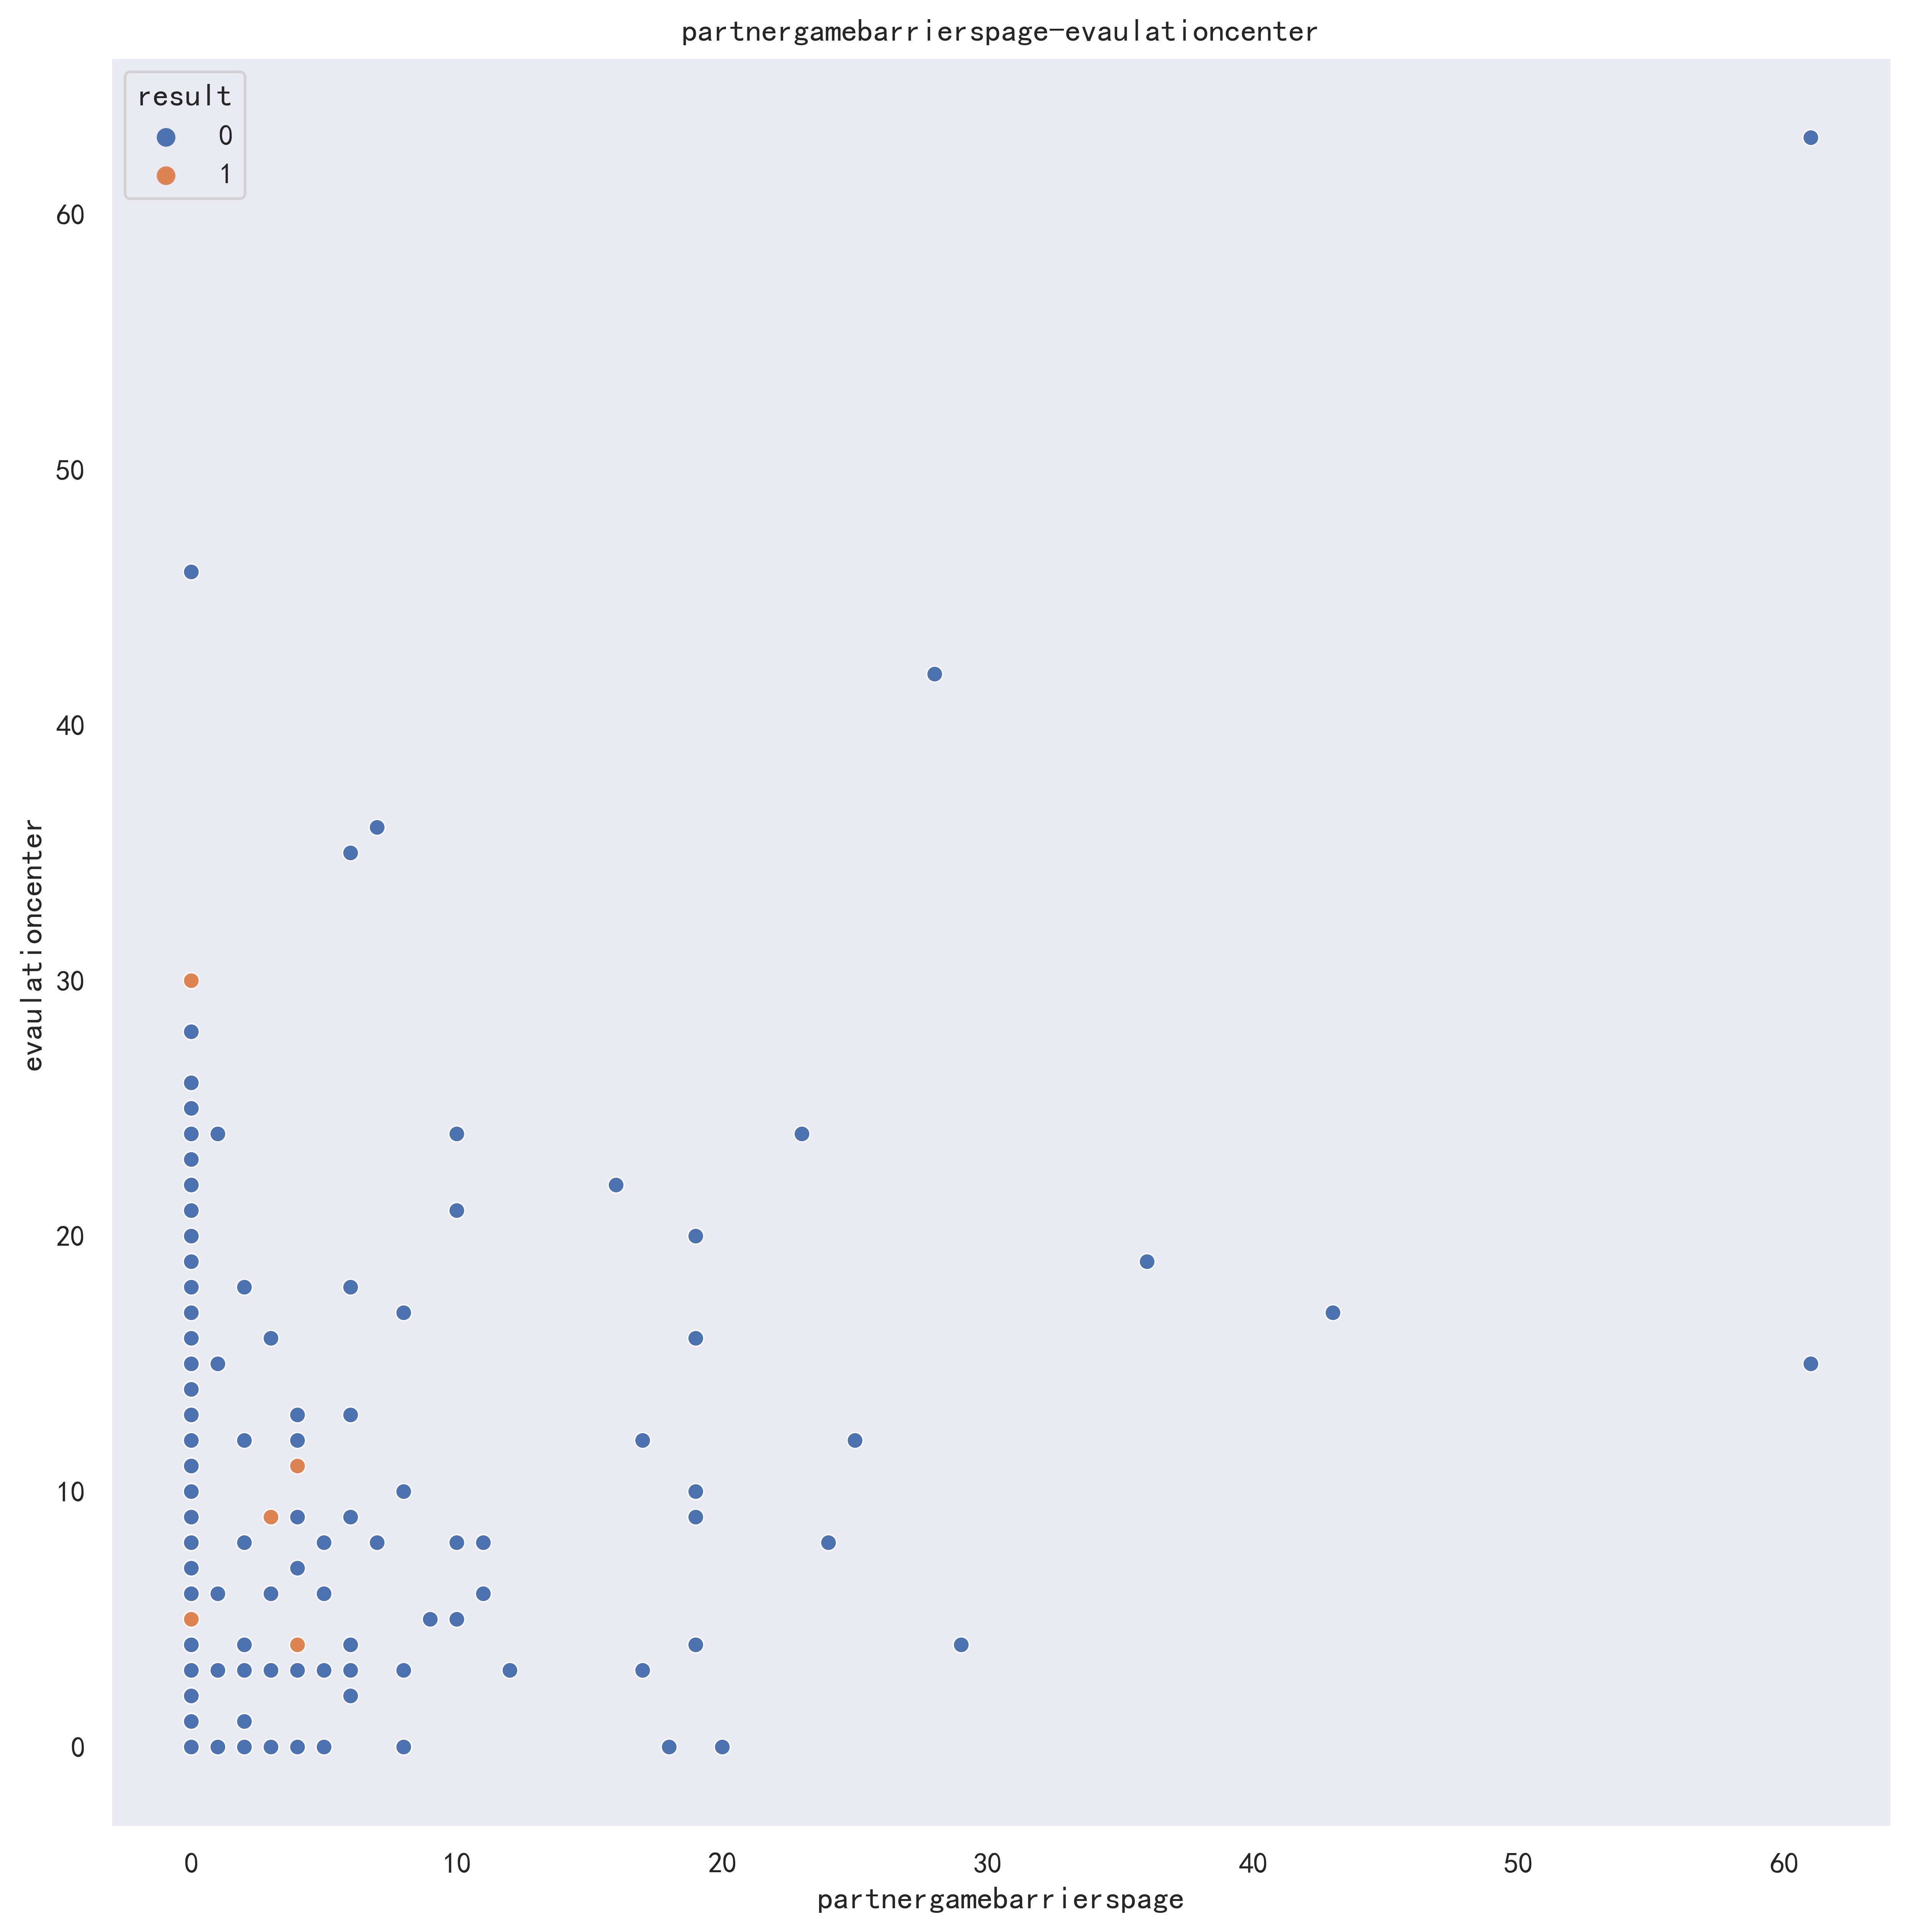 partnergamebarrierspage-evaulationcenter
result
0
1
60
50
40
30
20
10
0
evaulationcenter
0 10 20 30 40 50 60
partnergamebarrierspage